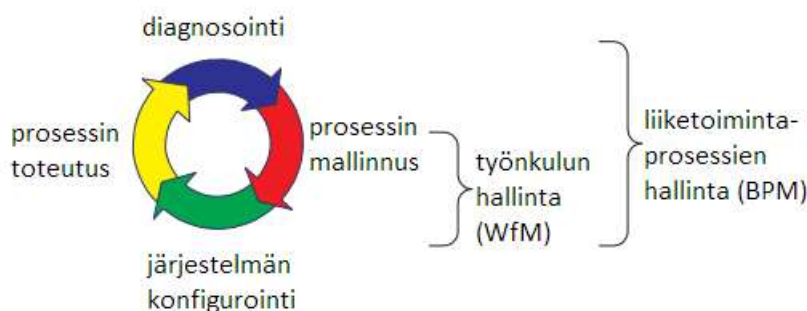 diagnosointi
prosessin
toteutus
prosessin
mallinnus
järjestelmän
konfigurointi
työnkulun
hallinta
(WfM)
liiketoiminta-
prosessien
hallinta (BPM)